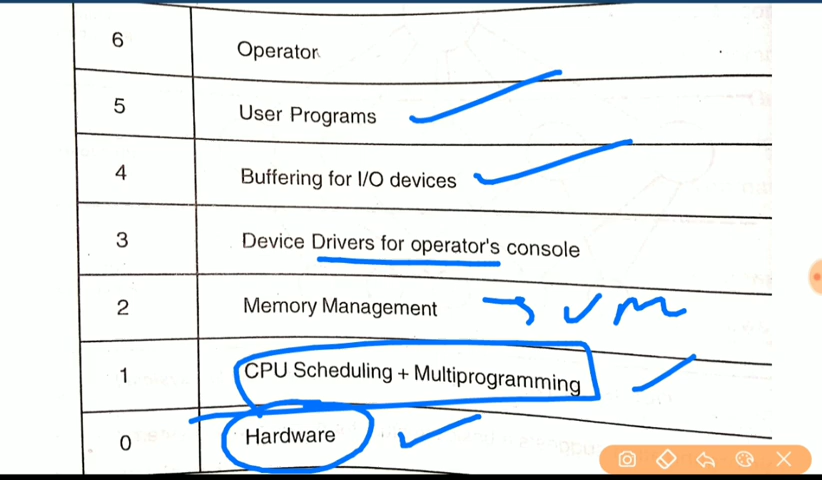 6 Operator
5 User Programs
4 Buffering for I/O devices
3 Device Drivers for operator's console
2 Memory Management → VM
1 CPU Scheduling + Multiprogramming
0 Hardware